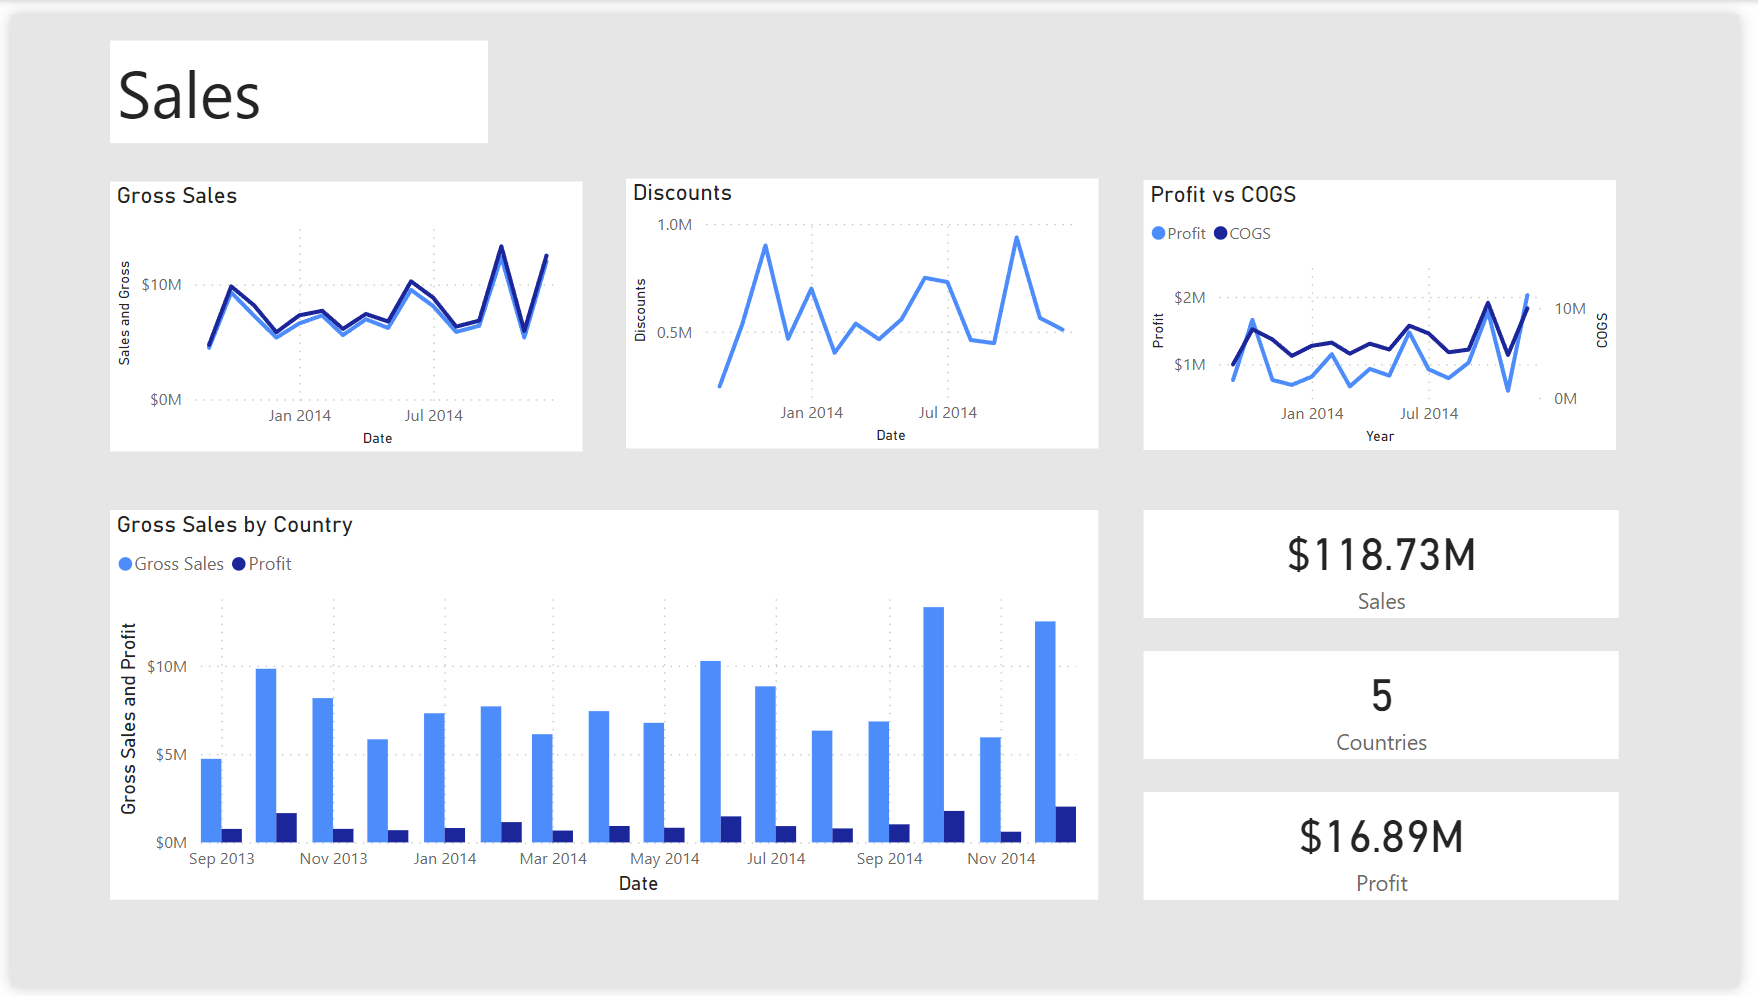 Sales
Gross Sales
Sales and Gross
$10M
$0M
Jan 2014
Jul 2014
Date
Discounts
Discounts
1.0M
0.5M
Jan 2014
Jul 2014
Date
Profit vs COGS
Profit
COGS
Profit
$2M
$1M
10M
0M
COGS
Jan 2014
Jul 2014
Year
Gross Sales by Country
Gross Sales
Profit
Gross Sales and Profit
$10M
$5M
$0M
Sep 2013
Nov 2013
Jan 2014
Mar 2014
May 2014
Jul 2014
Sep 2014
Nov 2014
Date
$118.73M
Sales
5
Countries
$16.89M
Profit